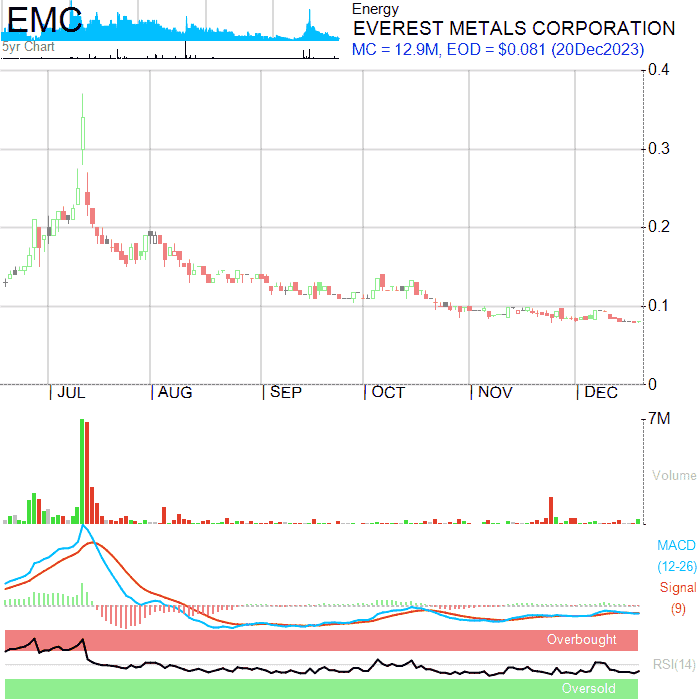 EMC
5yr Chart
Energy
EVEREST METALS CORPORATION
MC = 12.9M, EOD = $0.081 (20Dec2023)
0.4
0.3
0.2
0.1
0
JUL AUG SEP OCT NOV DEC
7M
Volume
MACD
(12-26)
Signal
(9)
Overbought
RSI(14)
Oversold